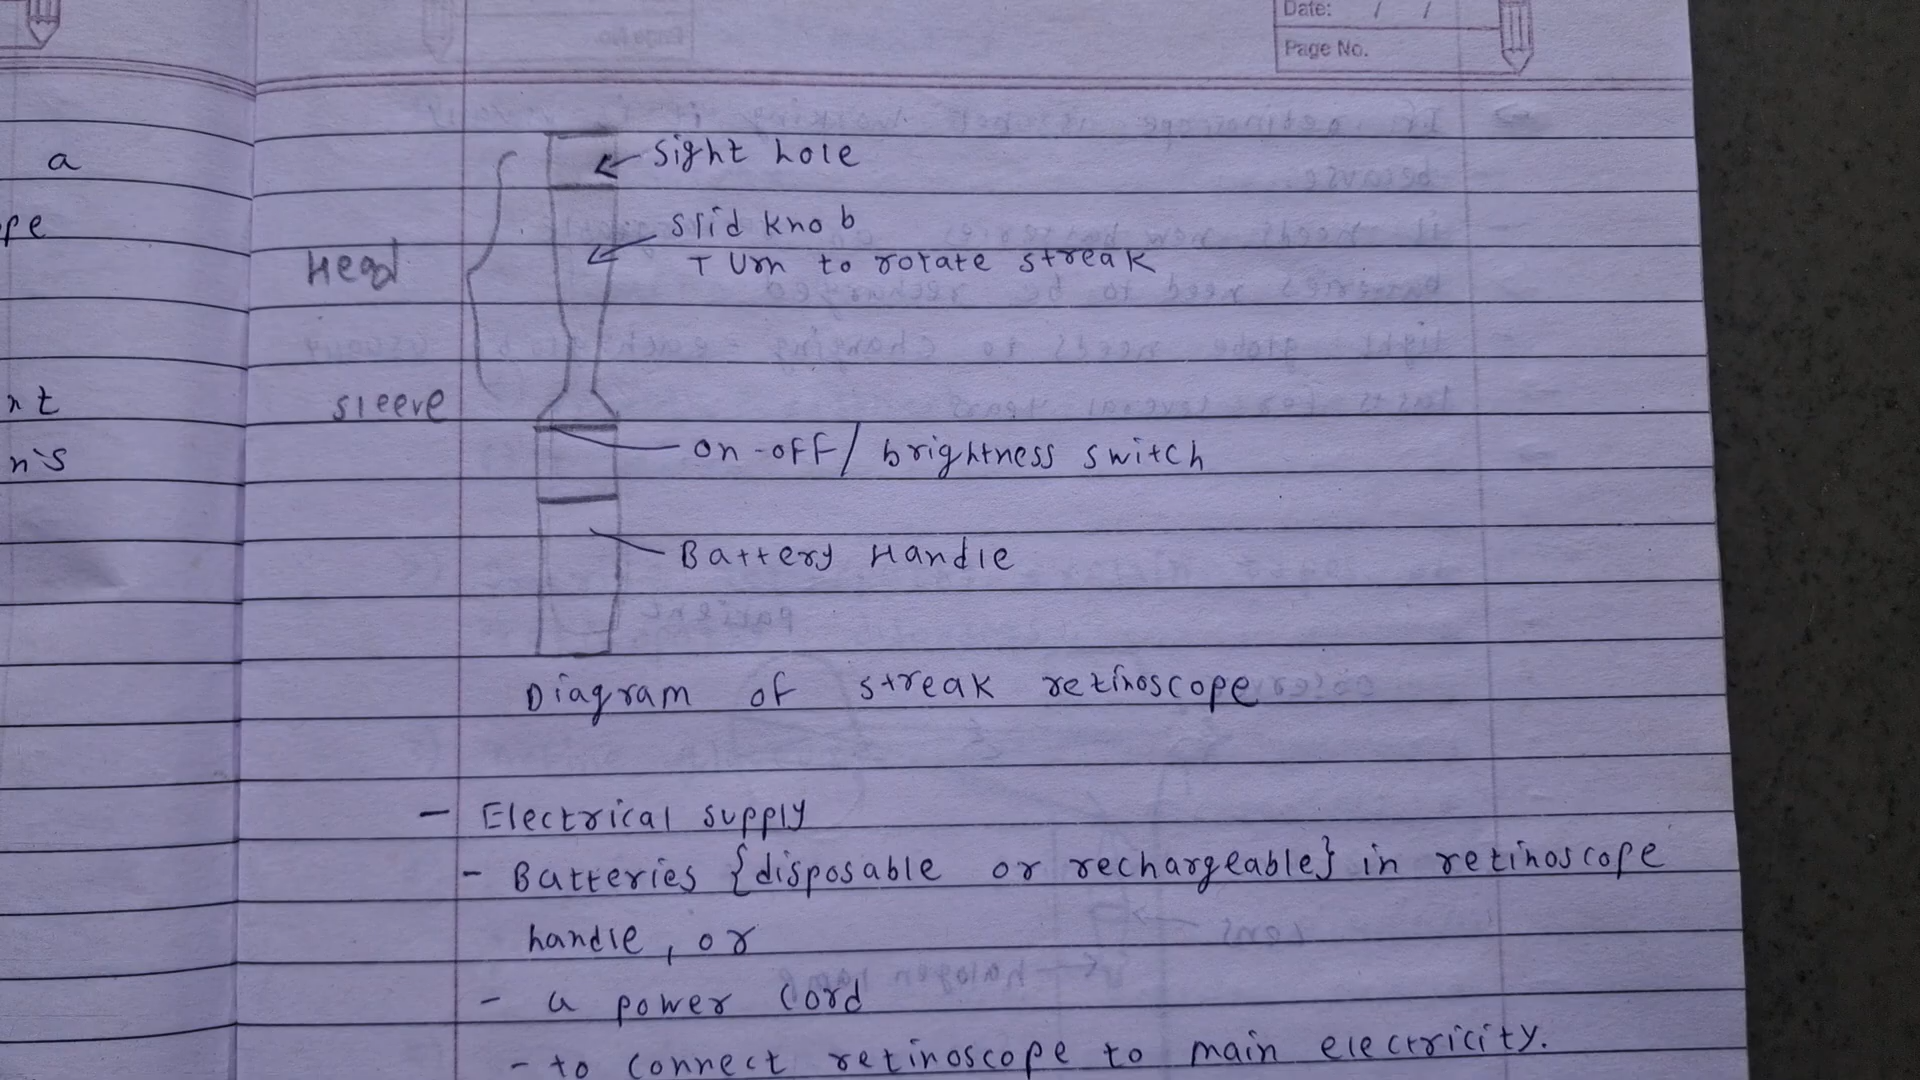 Date: / /
Page No.
a
pe
nt
n's
Sight hole
slid knob
Turn to rotate streak
Head
sleeve
on-off/ brightness switch
Battery Handle
Diagram of streak retinoscope
- Electrical supply
- Batteries {disposable or rechargeable} in retinoscope
handle, or
- a power cord
- to connect retinoscope to main electricity.